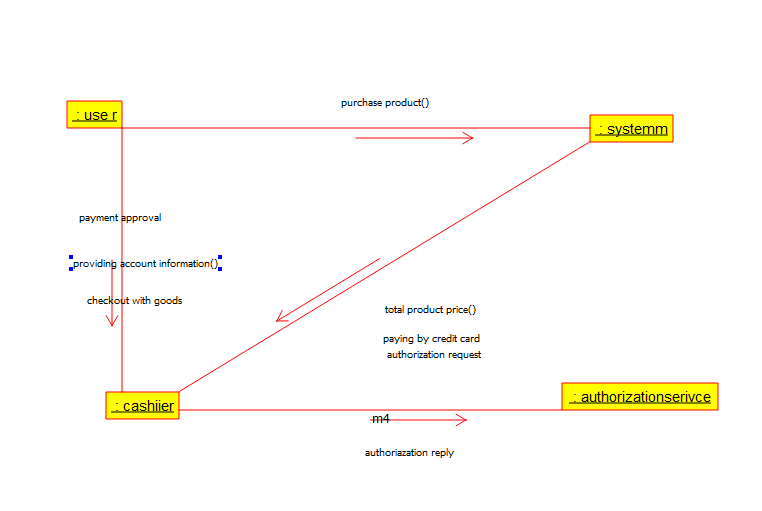 purchase product()
: use r
: systemm
payment approval
providing account information()
checkout with goods
total product price()
paying by credit card
authorization request
: cashiier
: authorizationserivce
m4
authoriazation reply